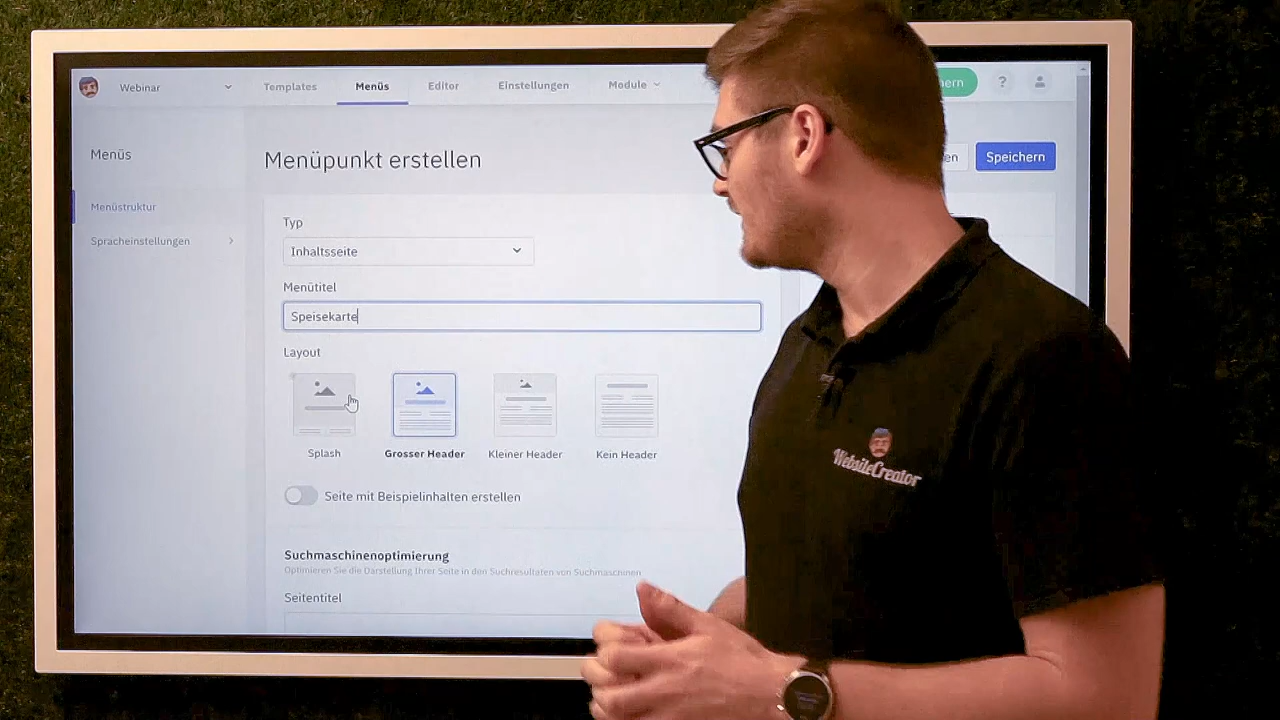 Webinar
Templates
Menüs
Editor
Einstellungen
Module
ern
?
Menüs
Menüstruktur
Spracheinstellungen
Menüpunkt erstellen
en
Speichern
Typ
Inhaltsseite
Menütitel
Speisekarte
Layout
Splash
Grosser Header
Kleiner Header
Kein Header
Seite mit Beispielinhalten erstellen
Suchmaschinenoptimierung
Optimieren Sie die Darstellung Ihrer Seite in den Suchresultaten von Suchmaschinen
Seitentitel
WebsiteCreator